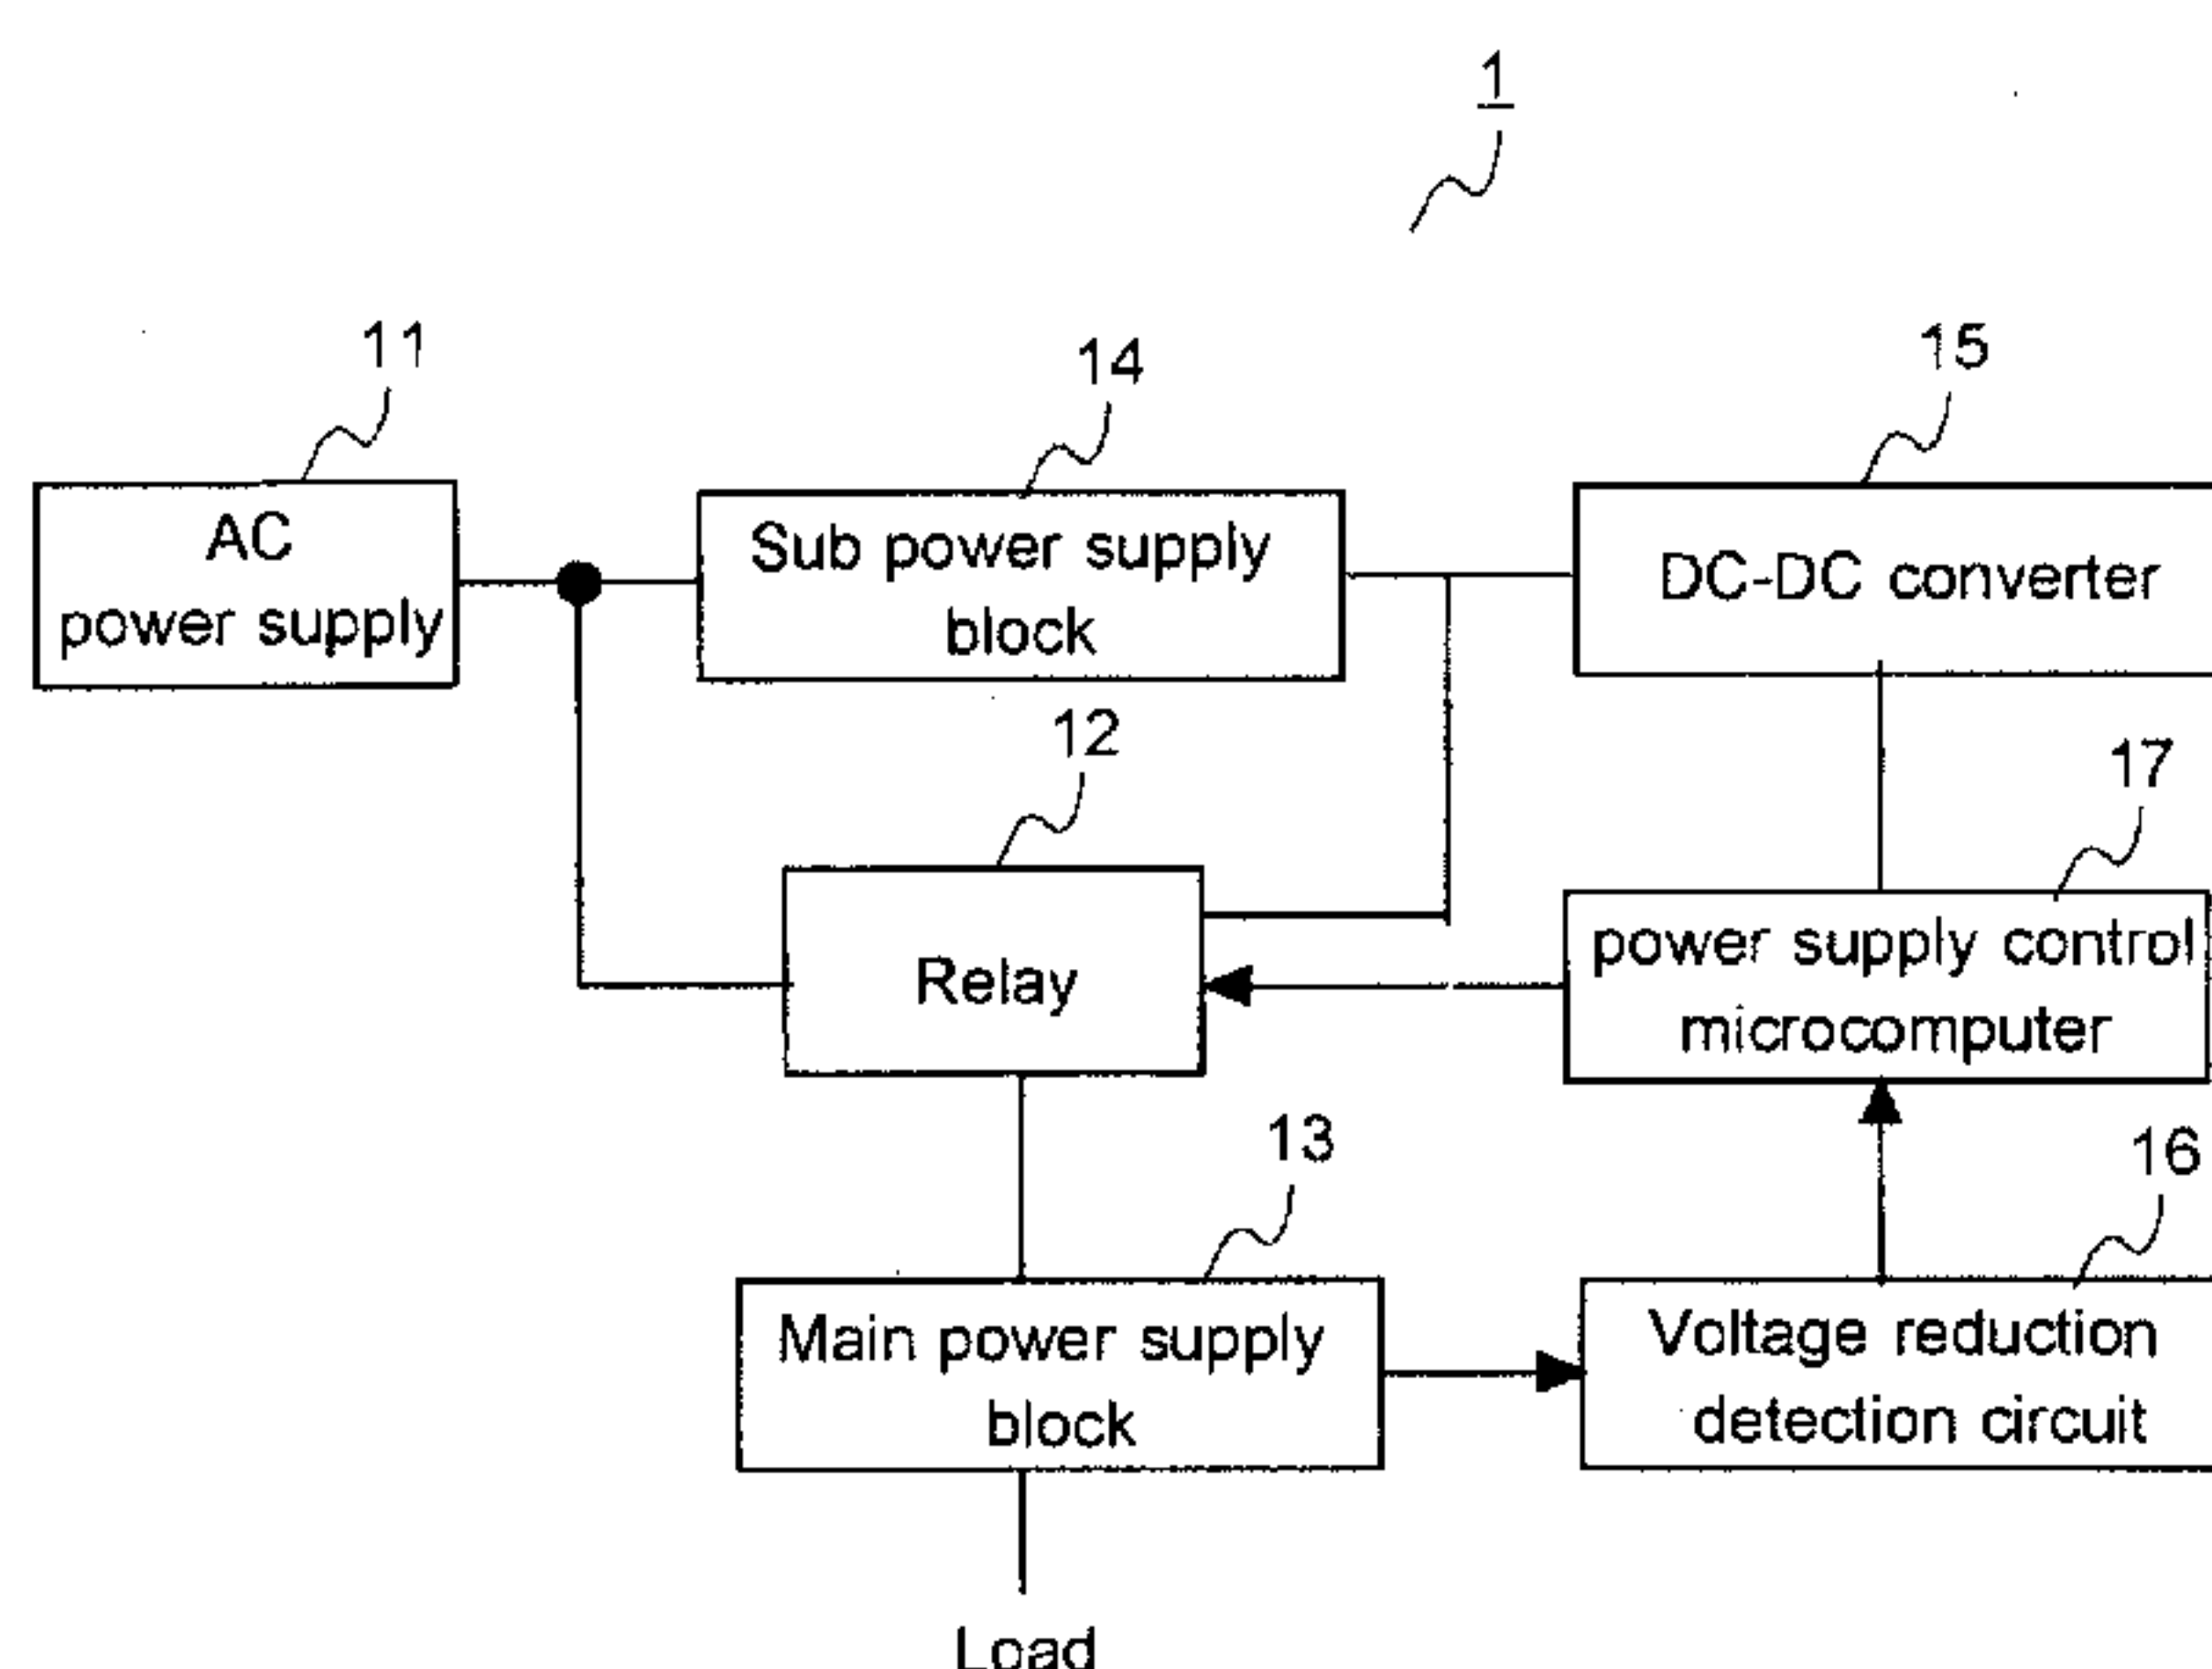 1
11
14
15
AC
power supply
Sub power supply
block
DC-DC converter
12
17
Relay
power supply control
microcomputer
13
16
Main power supply
block
Voltage reduction
detection circuit
Load